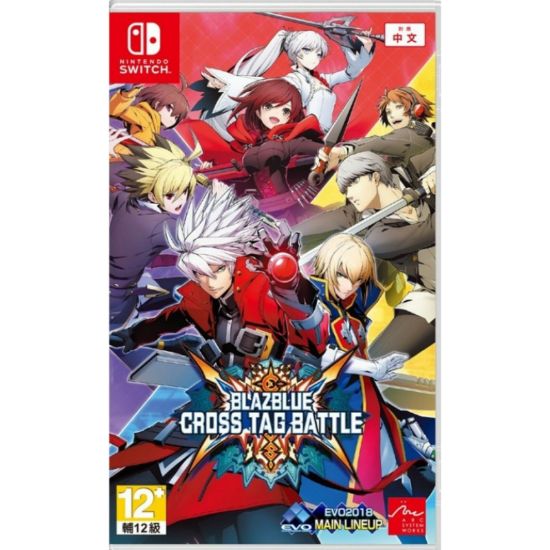 NINTENDO
SWITCH™
對應
中文
BLAZBLUE
CROSS TAG BATTLE
12+
輔12級
EVO
EVO2018
MAIN LINEUP
ARC
SYSTEM
WORKS